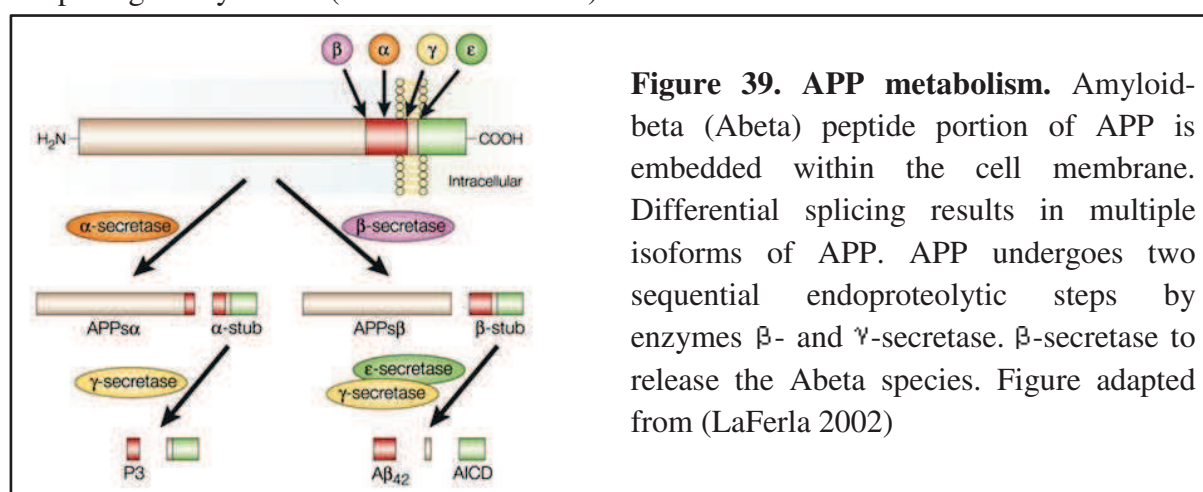 β α γ ε
H₂N COOH
Intracellular
α-secretase β-secretase
APPsα α-stub APPsβ β-stub
γ-secretase ε-secretase
γ-secretase
P3 Aβ₄₂ AICD
Figure 39. APP metabolism. Amyloid-
beta (Abeta) peptide portion of APP is
embedded within the cell membrane.
Differential splicing results in multiple
isoforms of APP. APP undergoes two
sequential endoproteolytic steps by
enzymes β- and γ-secretase. β-secretase to
release the Abeta species. Figure adapted
from (LaFerla 2002)